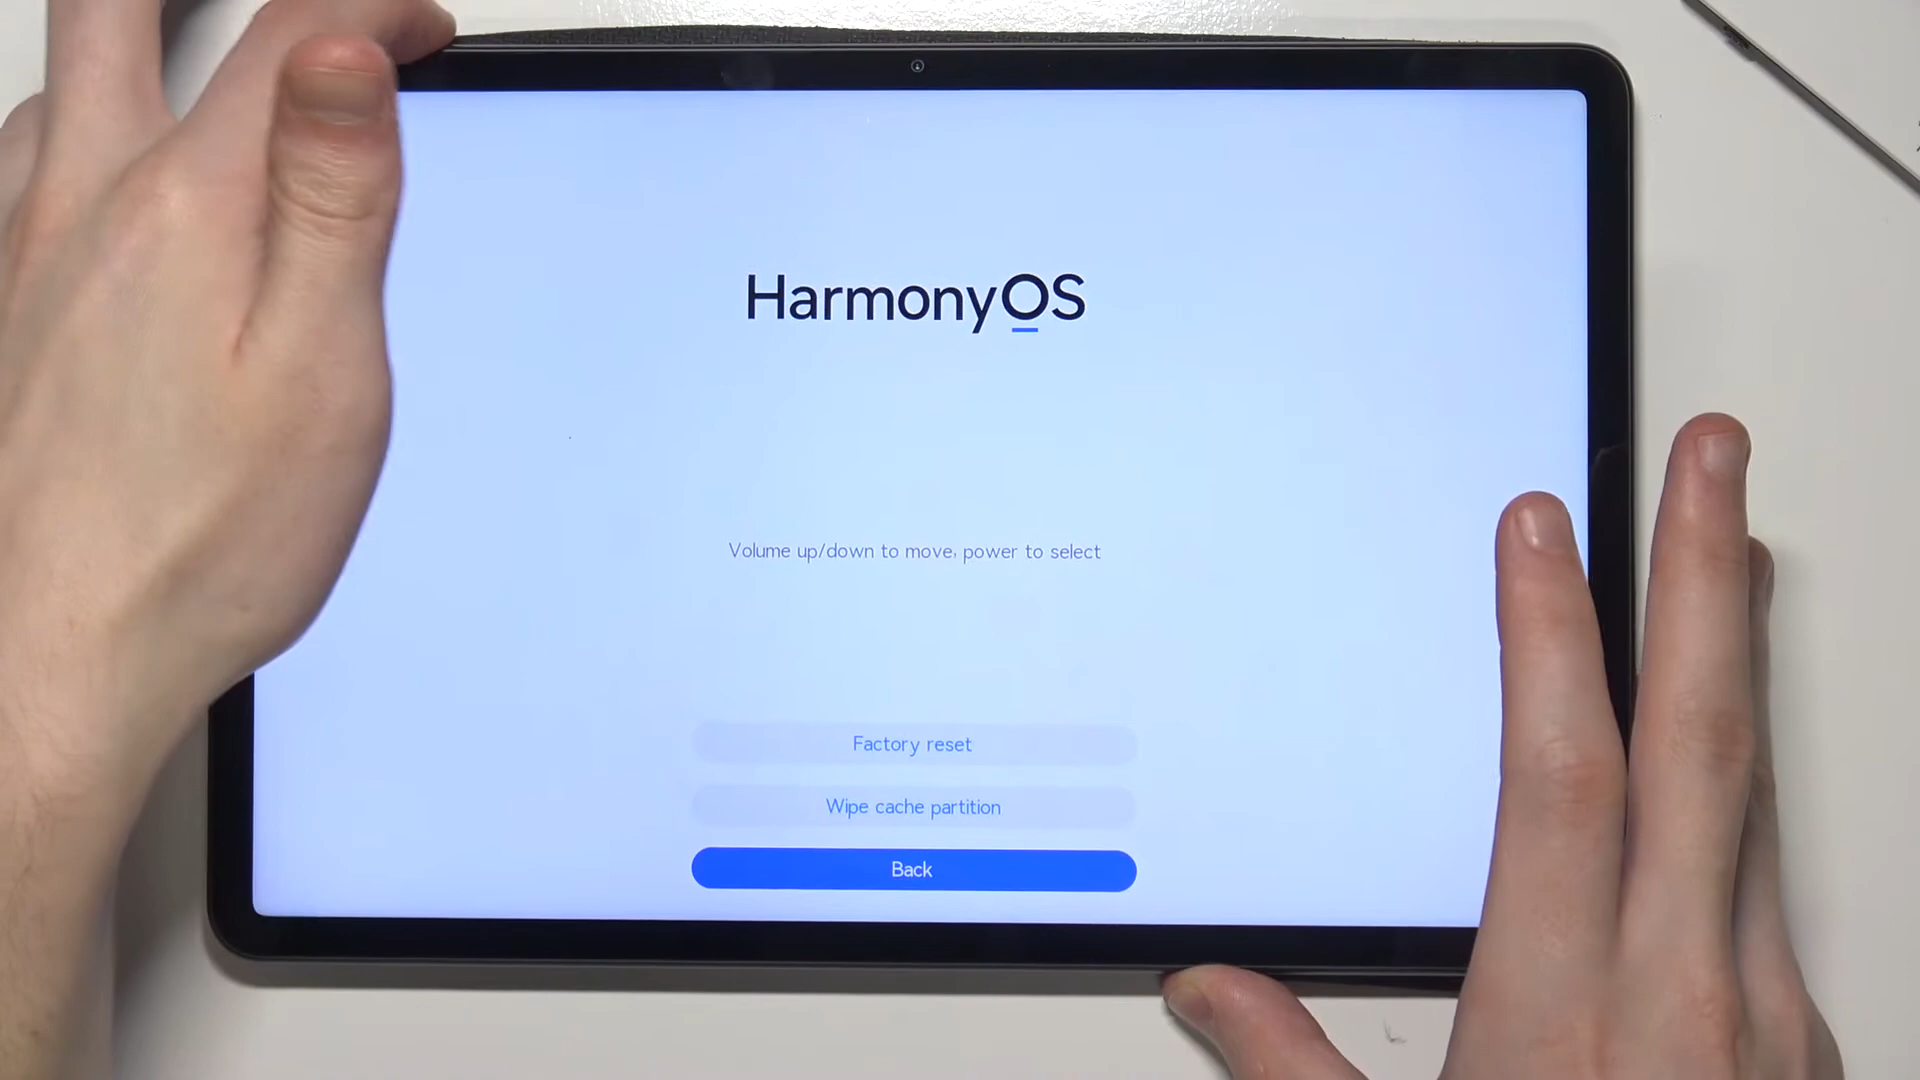 HarmonyOS
Volume up/down to move, power to select
Factory reset
Wipe cache partition
Back